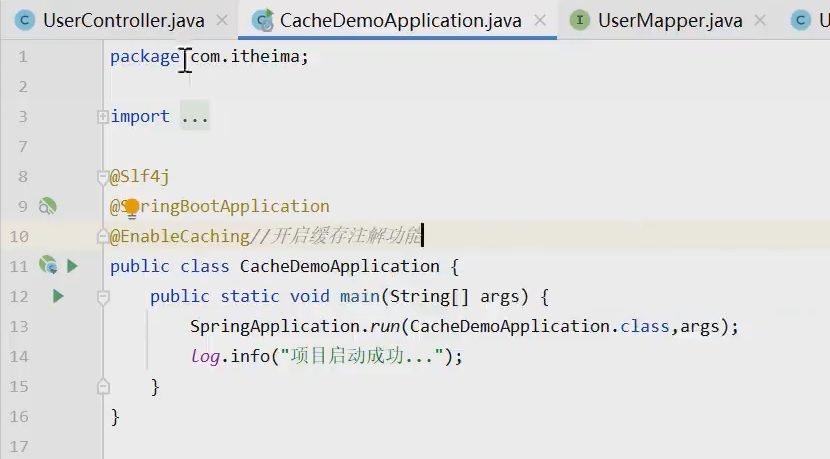 UserController.java CacheDemoApplication.java UserMapper.java U
1 package com.itheima;
2
3 import ...
7
8 @Slf4j
9 @SpringBootApplication
10 @EnableCaching//开启缓存注解功能
11 public class CacheDemoApplication {
12 public static void main(String[] args) {
13 SpringApplication.run(CacheDemoApplication.class,args);
14 log.info("项目启动成功...");
15 }
16 }
17